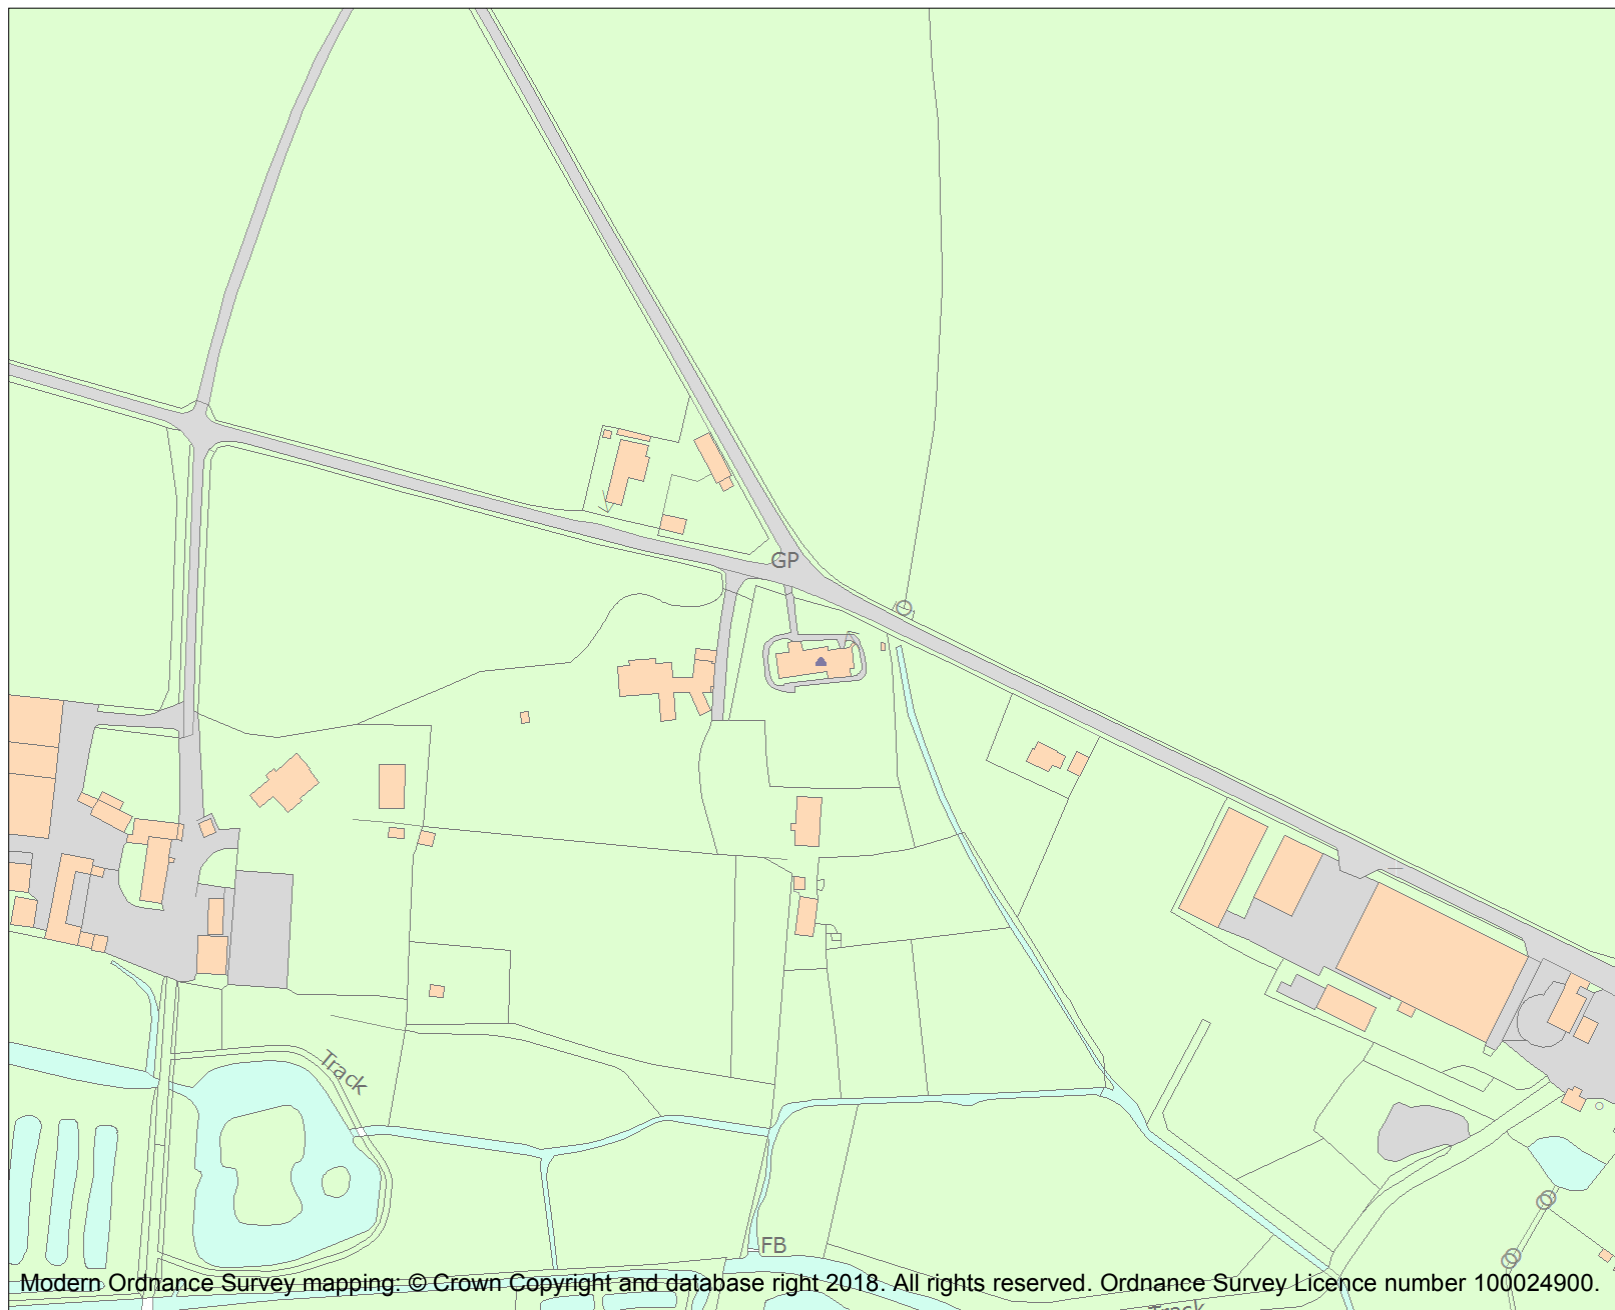 GP
Track
FB
Modern Ordnance Survey mapping: © Crown Copyright and database right 2018. All rights reserved. Ordnance Survey Licence number 100024900.
Track